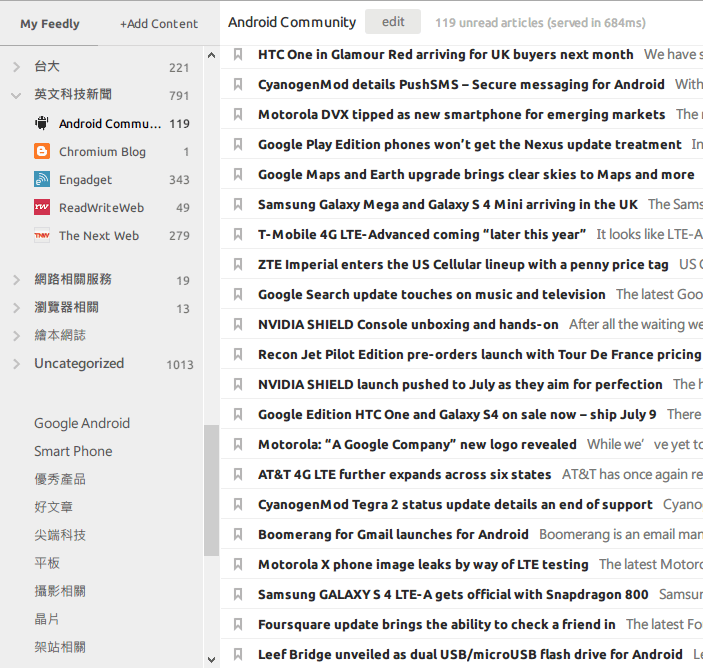 My Feedly
+Add Content
台大 221
英文科技新聞 791
Android Commu... 119
Chromium Blog 1
Engadget 343
ReadWriteWeb 49
The Next Web 279
網路相關服務 19
瀏覽器相關 13
繪本網誌
Uncategorized 1013
Google Android
Smart Phone
優秀產品
好文章
尖端科技
平板
攝影相關
晶片
架站相關
Android Community edit 119 unread articles (served in 684ms)
HTC One in Glamour Red arriving for UK buyers next month We have s
CyanogenMod details PushSMS – Secure messaging for Android With
Motorola DVX tipped as new smartphone for emerging markets The
Google Play Edition phones won't get the Nexus update treatment In
Google Maps and Earth upgrade brings clear skies to Maps and more
Samsung Galaxy Mega and Galaxy S 4 Mini arriving in the UK The Sams
T-Mobile 4G LTE-Advanced coming “later this year” It looks like LTE-A
ZTE Imperial enters the US Cellular lineup with a penny price tag US C
Google Search update touches on music and television The latest Goo
NVIDIA SHIELD Console unboxing and hands-on After all the waiting we
Recon Jet Pilot Edition pre-orders launch with Tour De France pricing
NVIDIA SHIELD launch pushed to July as they aim for perfection The h
Google Edition HTC One and Galaxy S4 on sale now – ship July 9 There
Motorola: “A Google Company” new logo revealed While we’ve yet to
AT&T 4G LTE further expands across six states AT&T has once again re
CyanogenMod Tegra 2 status update details an end of support Cyano
Boomerang for Gmail launches for Android Boomerang is an email man
Motorola X phone image leaks by way of LTE testing The latest Motoro
Samsung GALAXY S 4 LTE-A gets official with Snapdragon 800 Samsun
Foursquare update brings the ability to check a friend in The latest Fo
Leef Bridge unveiled as dual USB/microUSB flash drive for Android Le